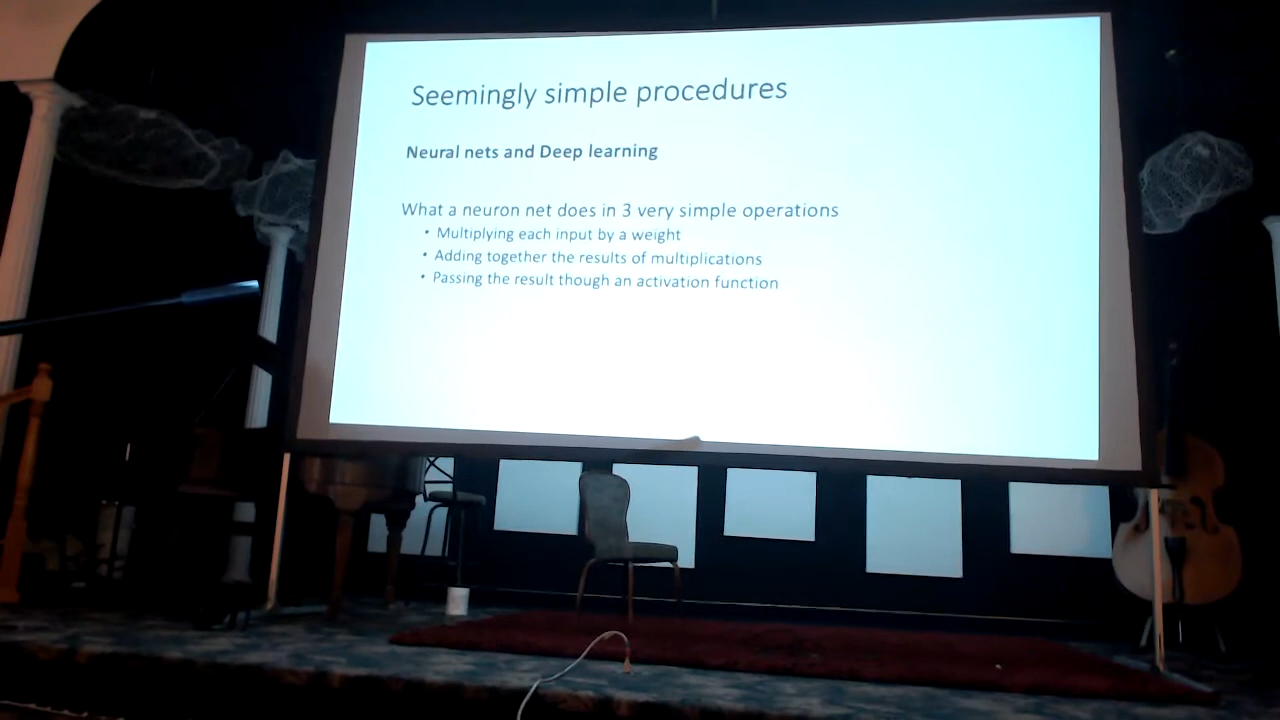 Seemingly simple procedures
Neural nets and Deep learning
What a neuron net does in 3 very simple operations
• Multiplying each input by a weight
• Adding together the results of multiplications
• Passing the result though an activation function